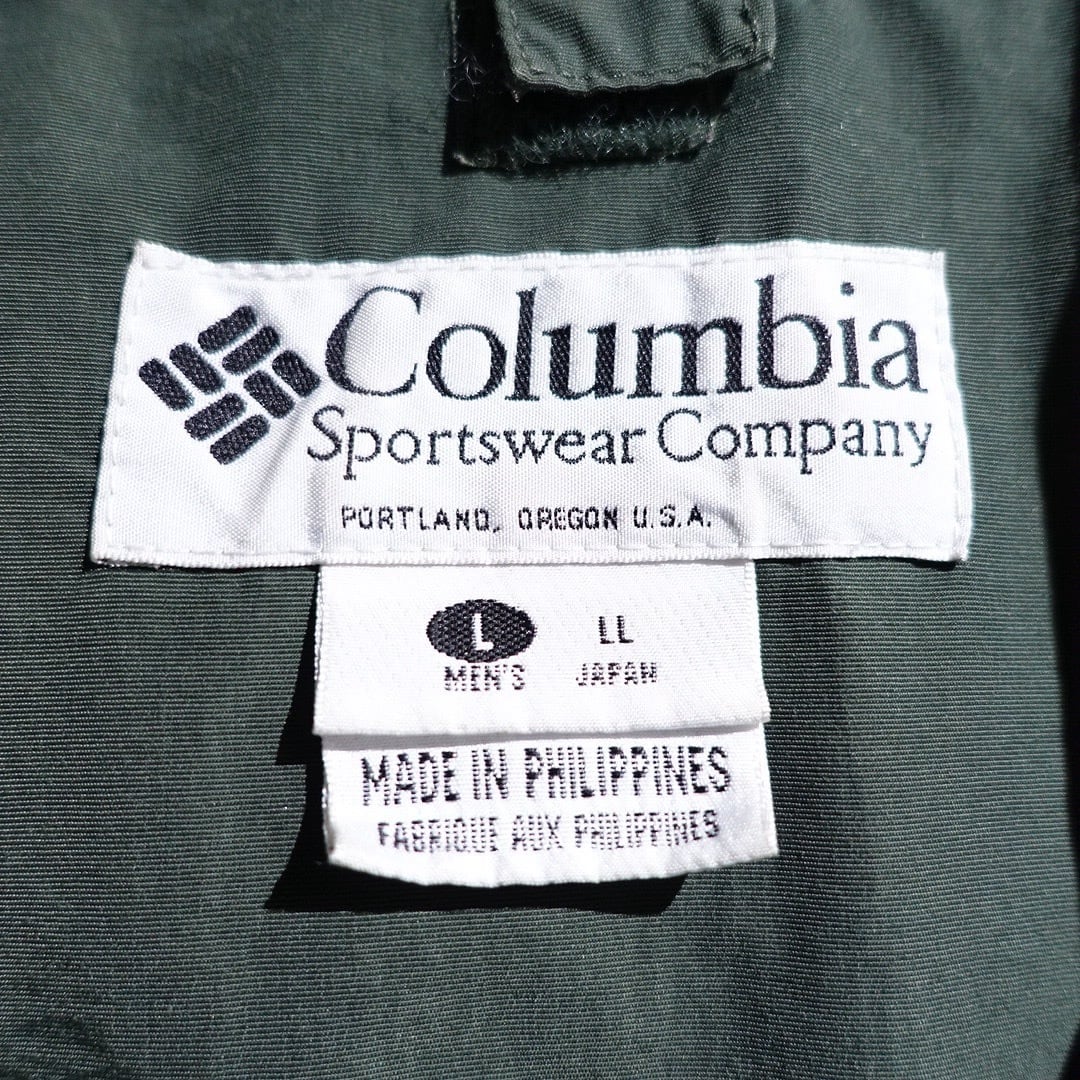 Columbia
Sportswear Company
PORTLAND, OREGON U.S.A.
L LL
MEN'S JAPAN
MADE IN PHILIPPINES
FABRIQUE AUX PHILIPPINES